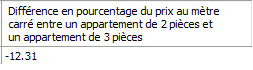 Différence en pourcentage du prix au mètre
carré entre un appartement de 2 pièces et
un appartement de 3 pièces
-12.31